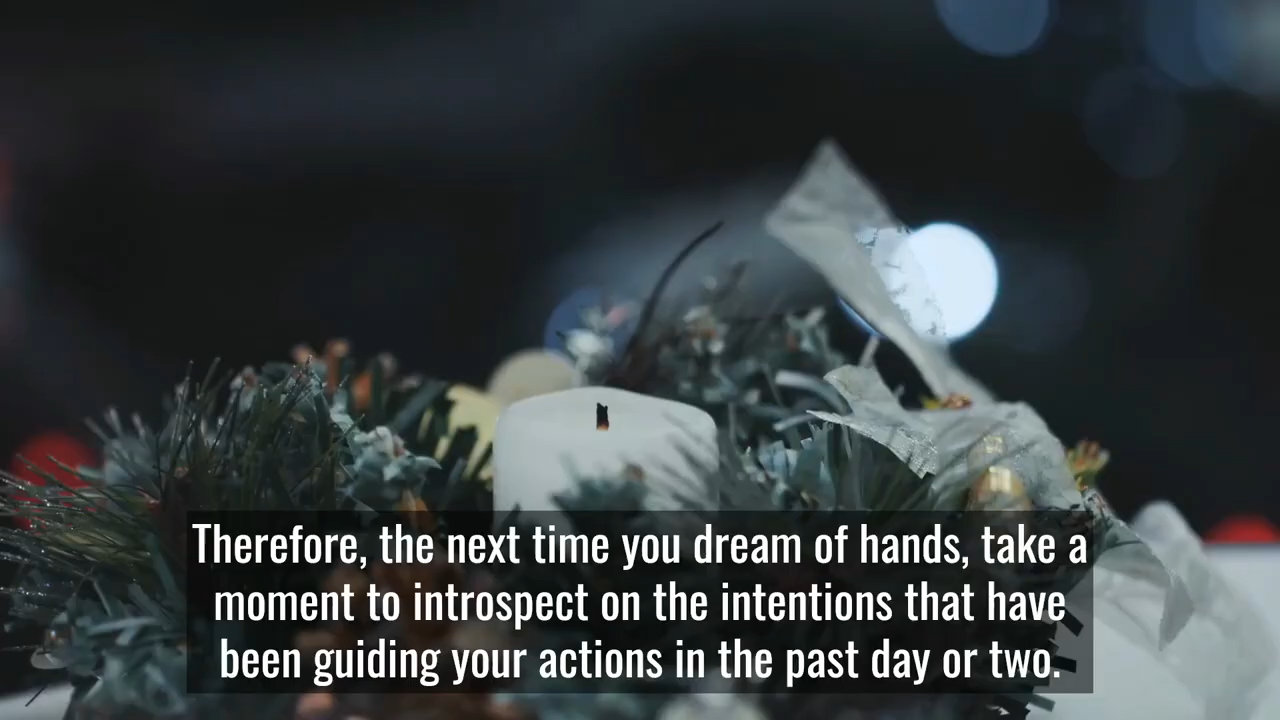 Therefore, the next time you dream of hands, take a
moment to introspect on the intentions that have
been guiding your actions in the past day or two.